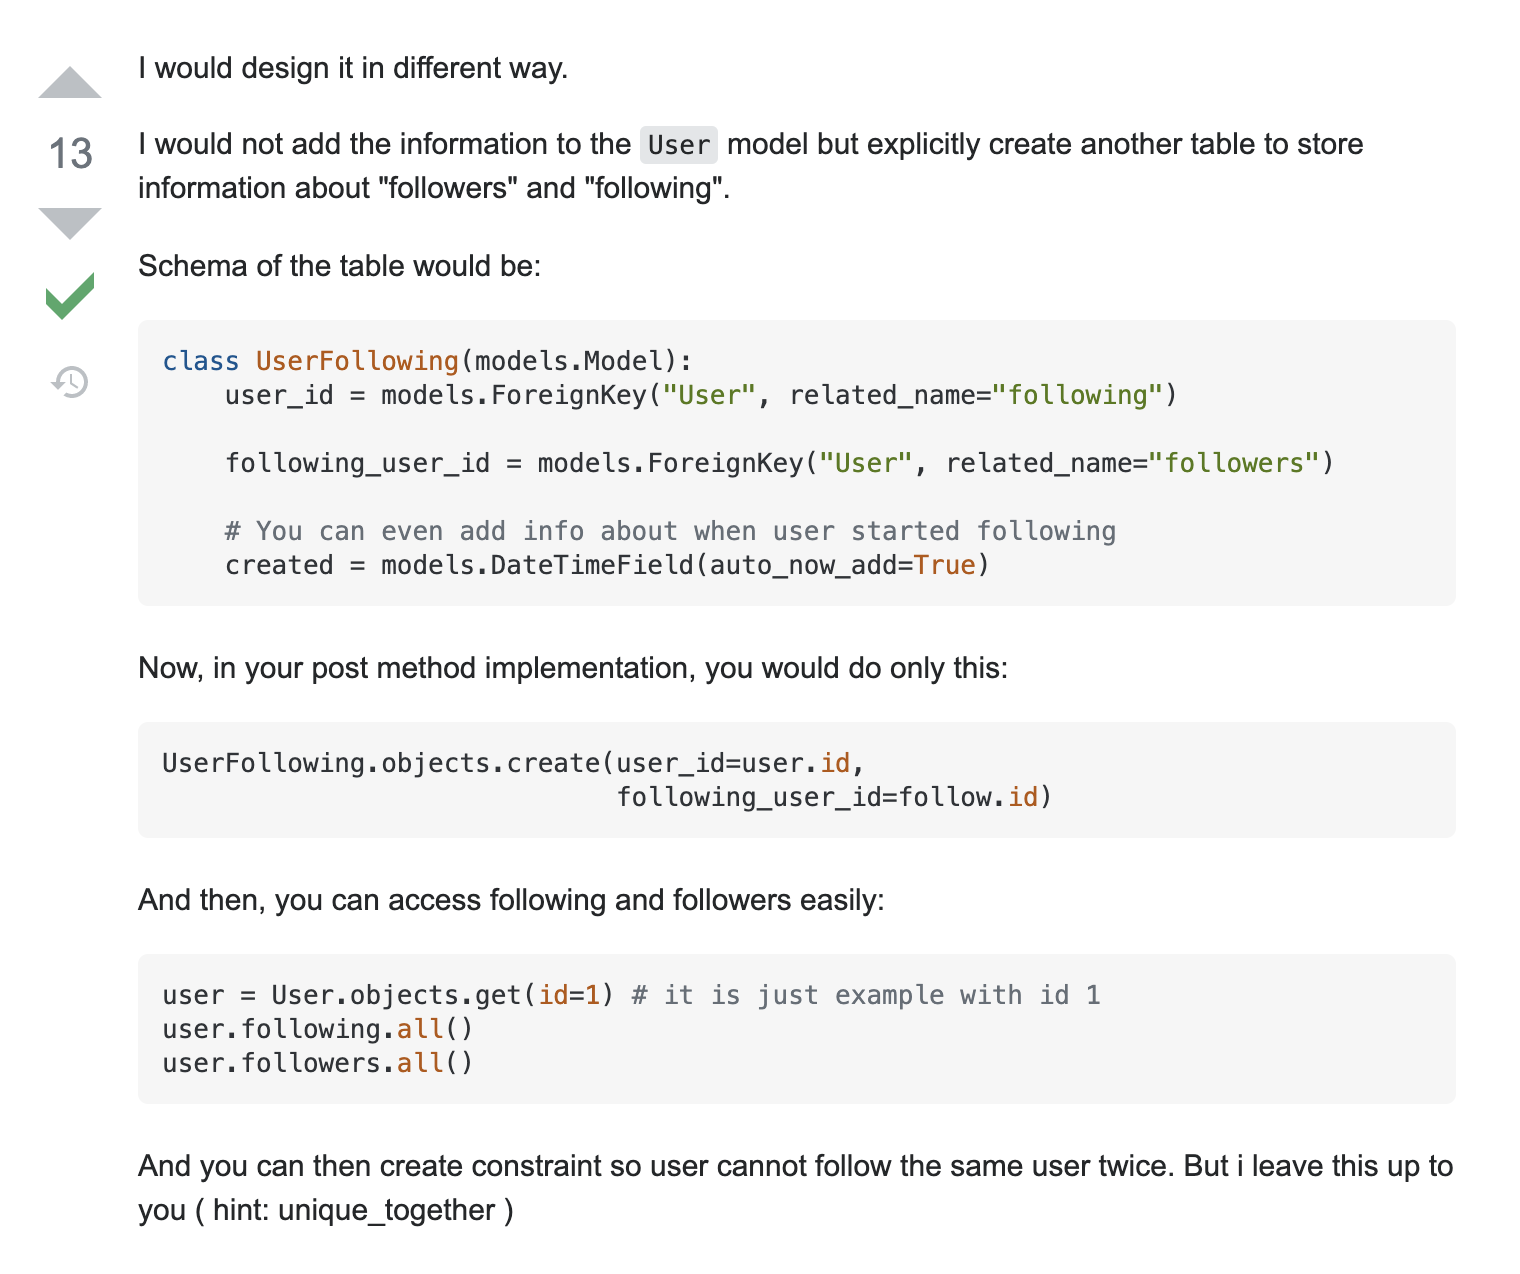 I would design it in different way.
13
I would not add the information to the User model but explicitly create another table to store
information about "followers" and "following".
Schema of the table would be:
class UserFollowing(models.Model):
    user_id = models.ForeignKey("User", related_name="following")
    following_user_id = models.ForeignKey("User", related_name="followers")
    # You can even add info about when user started following
    created = models.DateTimeField(auto_now_add=True)
Now, in your post method implementation, you would do only this:
UserFollowing.objects.create(user_id=user.id,
                             following_user_id=follow.id)
And then, you can access following and followers easily:
user = User.objects.get(id=1) # it is just example with id 1
user.following.all()
user.followers.all()
And you can then create constraint so user cannot follow the same user twice. But i leave this up to
you ( hint: unique_together )